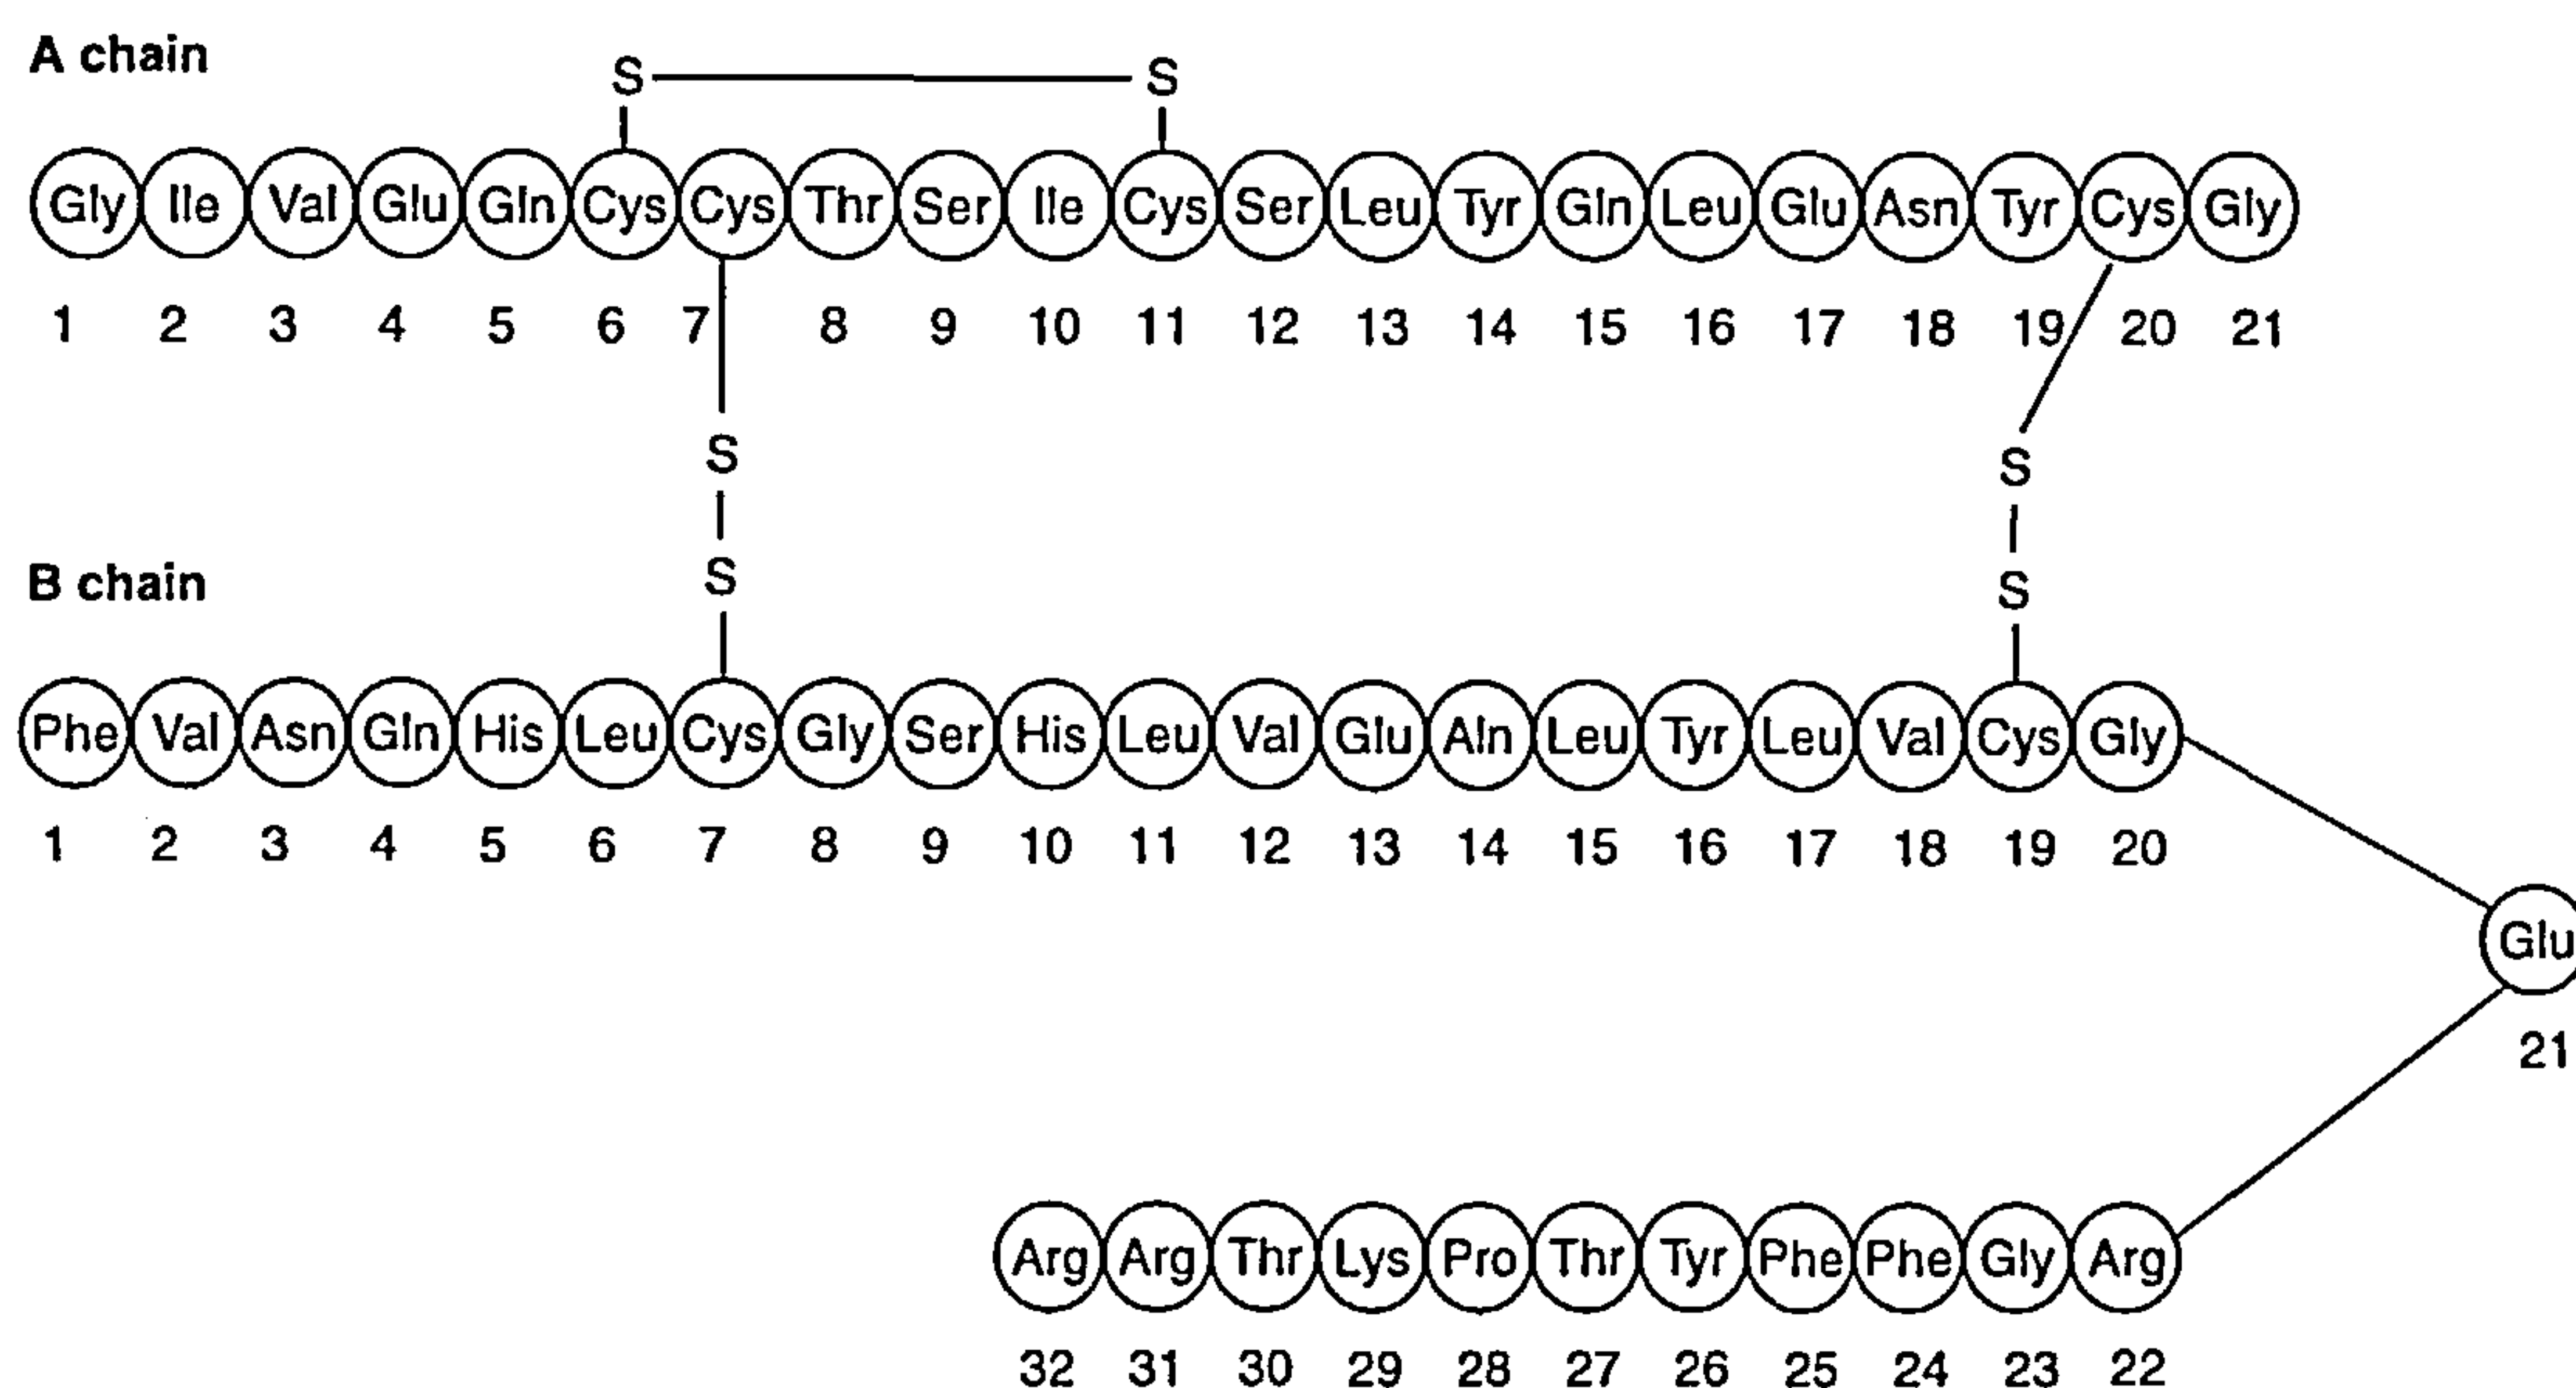 A chain
S S
Gly Ile Val Glu Gln Cys Cys Thr Ser Ile Cys Ser Leu Tyr Gln Leu Glu Asn Tyr Cys Gly
1 2 3 4 5 6 7 8 9 10 11 12 13 14 15 16 17 18 19 20 21
S S
S S
B chain
Phe Val Asn Gln His Leu Cys Gly Ser His Leu Val Glu Aln Leu Tyr Leu Val Cys Gly
1 2 3 4 5 6 7 8 9 10 11 12 13 14 15 16 17 18 19 20
Glu
21
Arg Arg Thr Lys Pro Thr Tyr Phe Phe Gly Arg
32 31 30 29 28 27 26 25 24 23 22